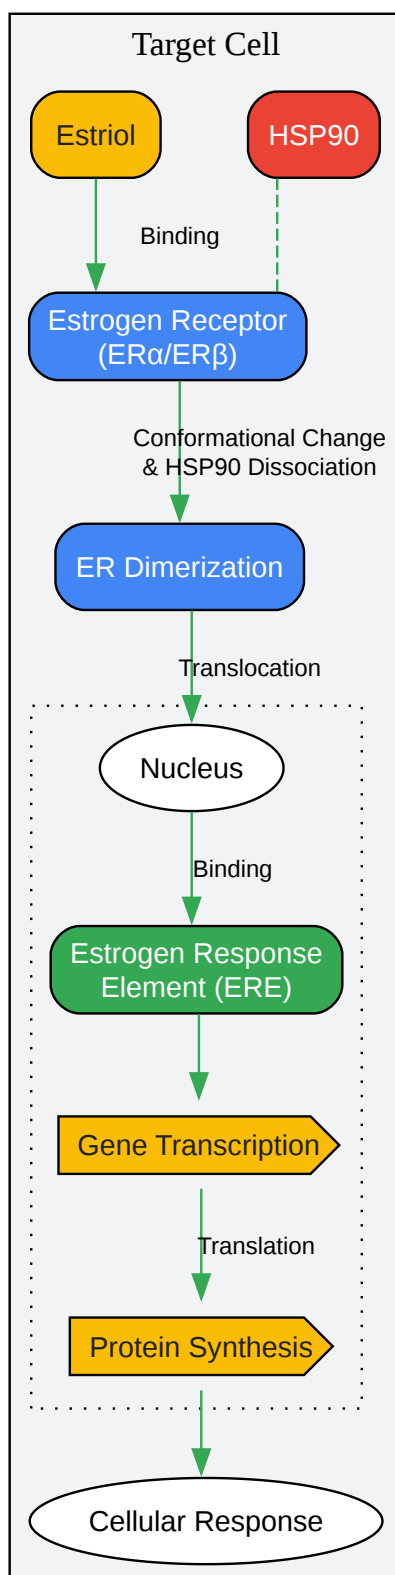 Target Cell
Estriol
HSP90
Binding
Estrogen Receptor
(ERα/ERβ)
Conformational Change
& HSP90 Dissociation
ER Dimerization
Translocation
Nucleus
Binding
Estrogen Response
Element (ERE)
Gene Transcription
Translation
Protein Synthesis
Cellular Response